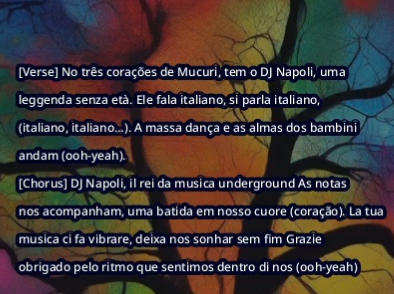 [Verse] No três corações de Mucuri, tem o DJ Napoli, uma
leggenda senza età. Ele fala italiano, si parla italiano,
(italiano, italiano...). A massa dança e as almas dos bambini
andam (ooh-yeah).
[Chorus] DJ Napoli, il rei da musica underground As notas
nos acompanham, uma batida em nosso cuore (coração). La tua
musica ci fa vibrare, deixa nos sonhar sem fim Grazie
obrigado pelo ritmo que sentimos dentro di nos (ooh-yeah)